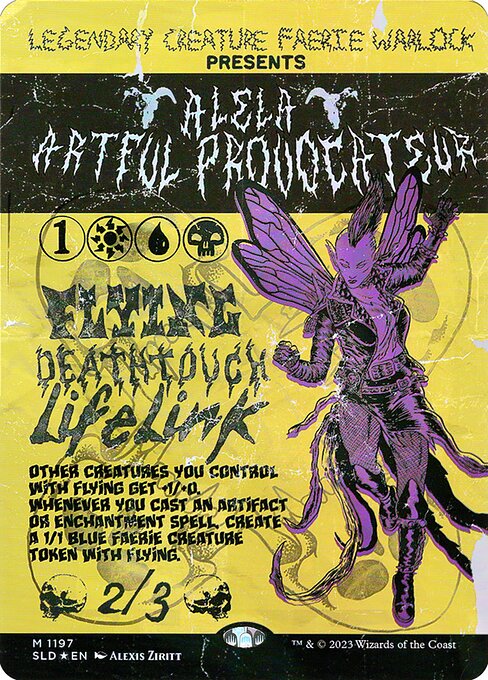 LEGENDARY CREATURE FAERIE WARLOCK
PRESENTS
ALELA
ARTFUL PROVOCATEUR
1
FLYING
DEATHTOUCH
Lifelink
OTHER CREATURES YOU CONTROL
WITH FLYING GET +1/+0.
WHENEVER YOU CAST AN ARTIFACT
OR ENCHANTMENT SPELL, CREATE
A 1/1 BLUE FAERIE CREATURE
TOKEN WITH FLYING.
2/3
M 1197
SLD ★ EN ALEXIS ZIRITT
™ & © 2023 Wizards of the Coast